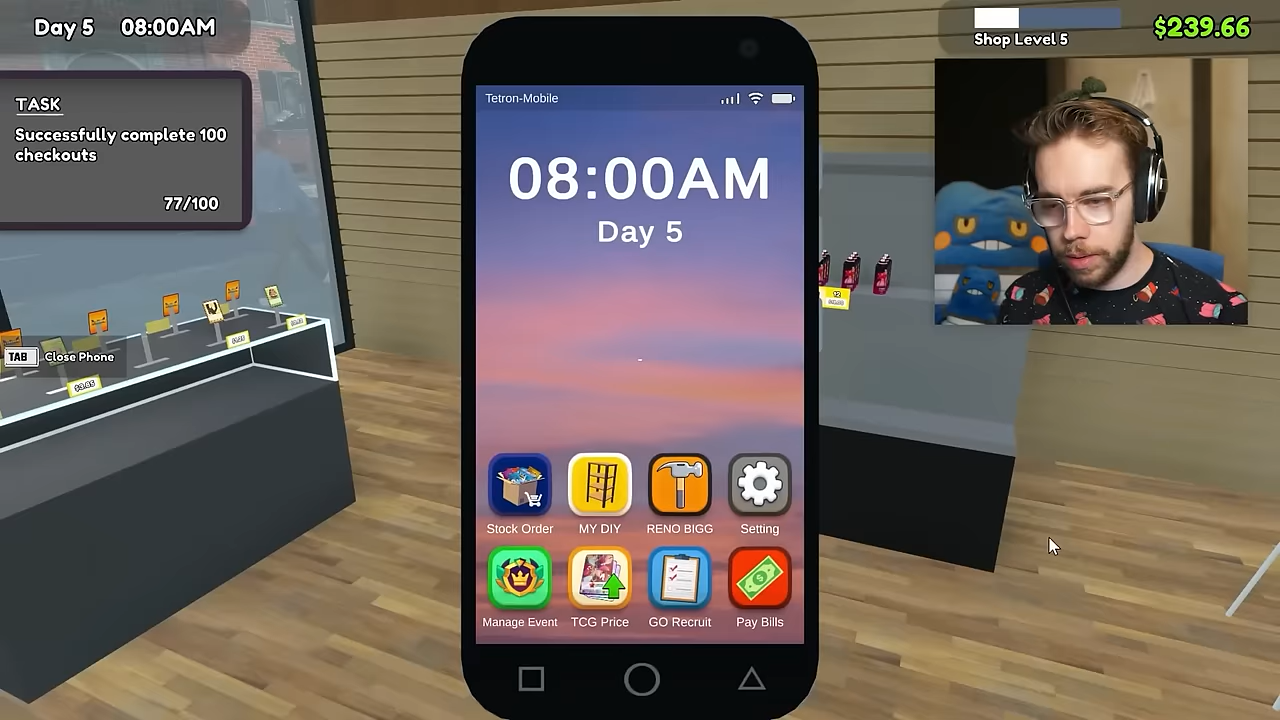 Day 5 08:00AM
Shop Level 5
$239.66
TASK
Successfully complete 100
checkouts
77/100
TAB Close Phone
Tetron-Mobile
08:00AM
Day 5
Stock Order MY DIY RENO BIGG Setting
Manage Event TCG Price GO Recruit Pay Bills
12